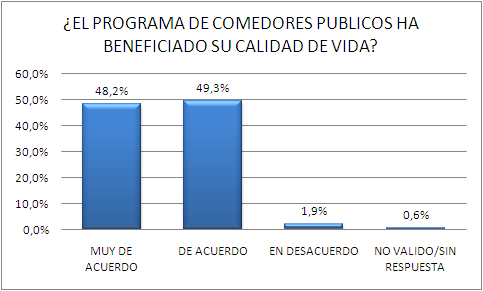 ¿EL PROGRAMA DE COMEDORES PUBLICOS HA
BENEFICIADO SU CALIDAD DE VIDA?
60,0%
50,0%
40,0%
30,0%
20,0%
10,0%
0,0%
48,2%
49,3%
1,9%
0,6%
MUY DE
ACUERDO
DE ACUERDO
EN DESACUERDO
NO VALIDO/SIN
RESPUESTA